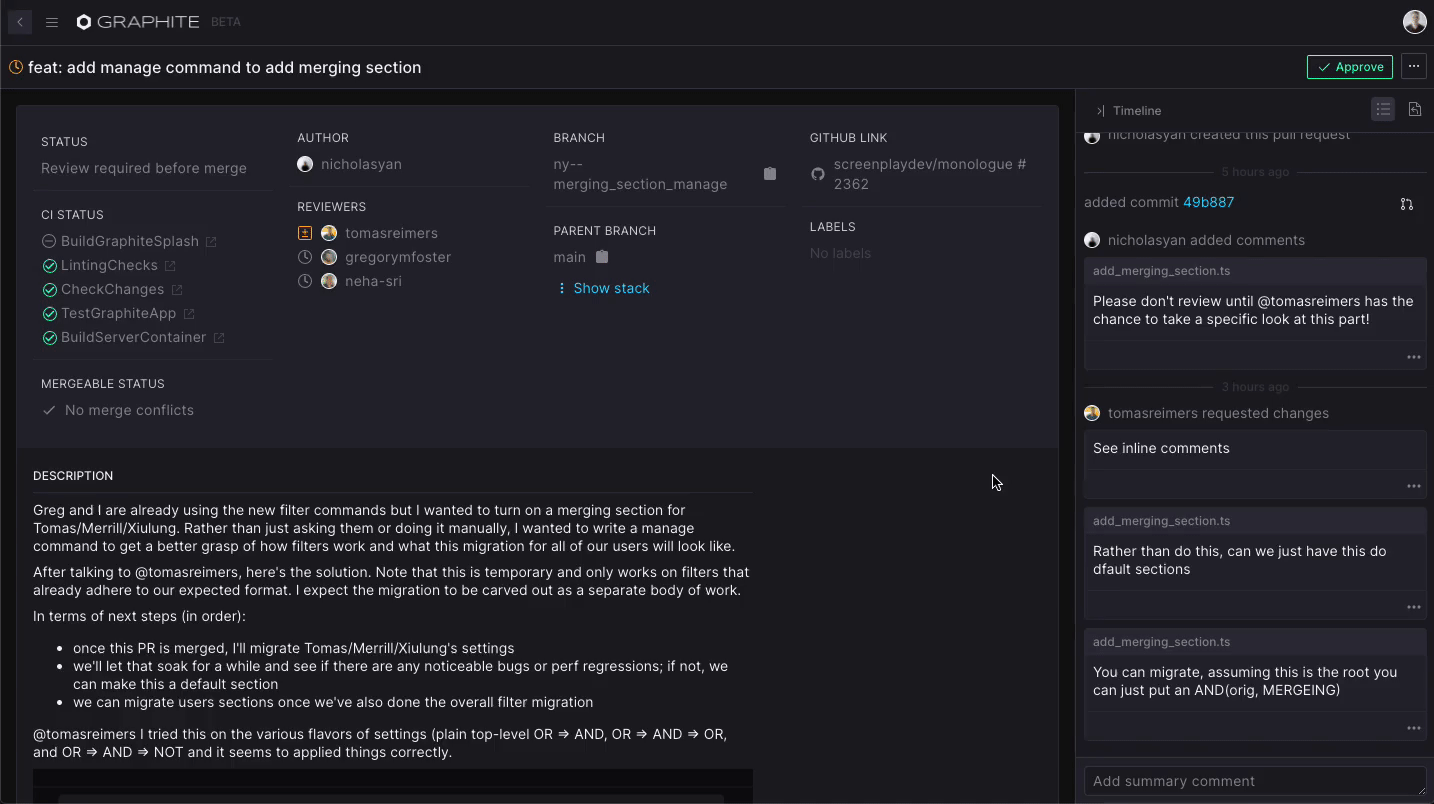 GRAPHITE BETA
feat: add manage command to add merging section
Approve
STATUS
Review required before merge
CI STATUS
BuildGraphiteSplash
LintingChecks
CheckChanges
TestGraphiteApp
BuildServerContainer
MERGEABLE STATUS
No merge conflicts
AUTHOR
nicholasyan
REVIEWERS
tomasreimers
gregorymfoster
neha-sri
BRANCH
ny--
merging_section_manage
PARENT BRANCH
main
Show stack
GITHUB LINK
screenplaydev/monologue #
2362
LABELS
No labels
DESCRIPTION
Greg and I are already using the new filter commands but I wanted to turn on a merging section for
Tomas/Merrill/Xiulung. Rather than just asking them or doing it manually, I wanted to write a manage
command to get a better grasp of how filters work and what this migration for all of our users will look like.
After talking to @tomasreimers, here's the solution. Note that this is temporary and only works on filters that
already adhere to our expected format. I expect the migration to be carved out as a separate body of work.
In terms of next steps (in order):
• once this PR is merged, I'll migrate Tomas/Merrill/Xiulung's settings
• we'll let that soak for a while and see if there are any noticeable bugs or perf regressions; if not, we
can make this a default section
• we can migrate users sections once we've also done the overall filter migration
@tomasreimers I tried this on the various flavors of settings (plain top-level OR => AND, OR => AND => OR,
and OR => AND => NOT and it seems to applied things correctly.
Timeline
nicholasyan created this pull request
5 hours ago
added commit 49b887
nicholasyan added comments
add_merging_section.ts
Please don't review until @tomasreimers has the
chance to take a specific look at this part!
3 hours ago
tomasreimers requested changes
See inline comments
add_merging_section.ts
Rather than do this, can we just have this do
dfault sections
add_merging_section.ts
You can migrate, assuming this is the root you
can just put an AND(orig, MERGEING)
Add summary comment